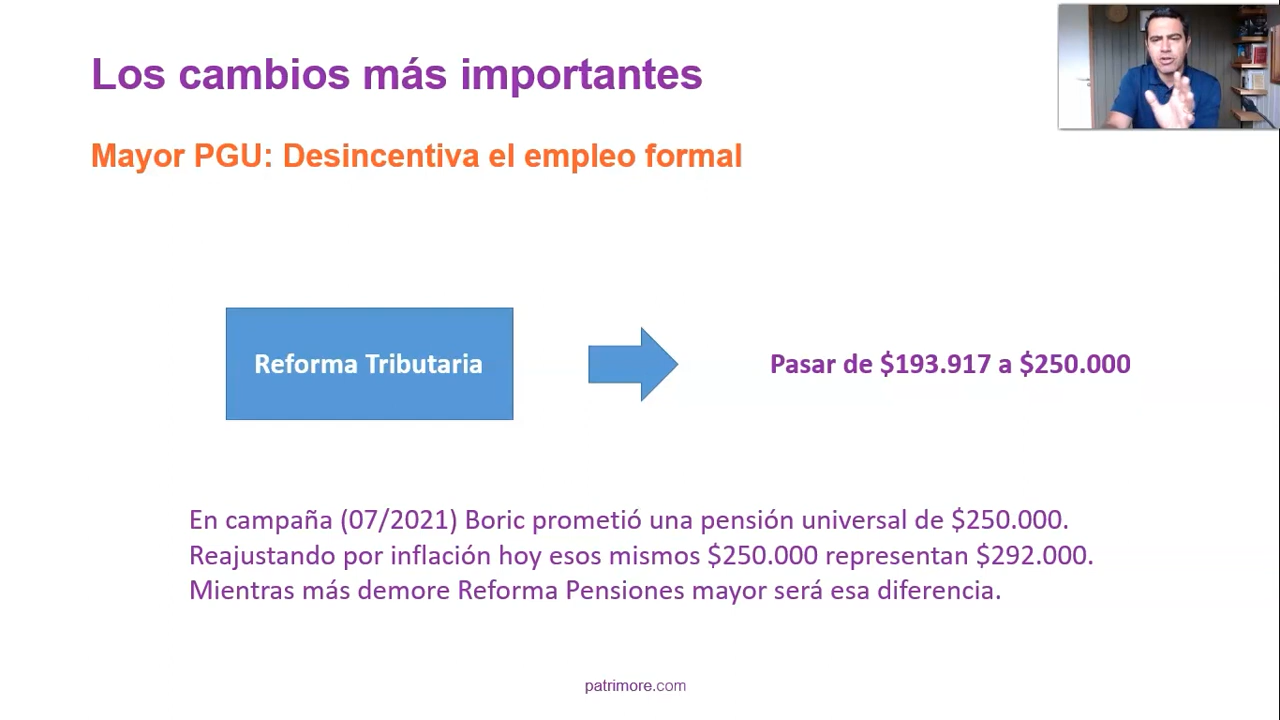 Los cambios más importantes
Mayor PGU: Desincentiva el empleo formal
Reforma Tributaria
Pasar de $193.917 a $250.000
En campaña (07/2021) Boric prometió una pensión universal de $250.000.
Reajustando por inflación hoy esos mismos $250.000 representan $292.000.
Mientras más demore Reforma Pensiones mayor será esa diferencia.
patrimore.com